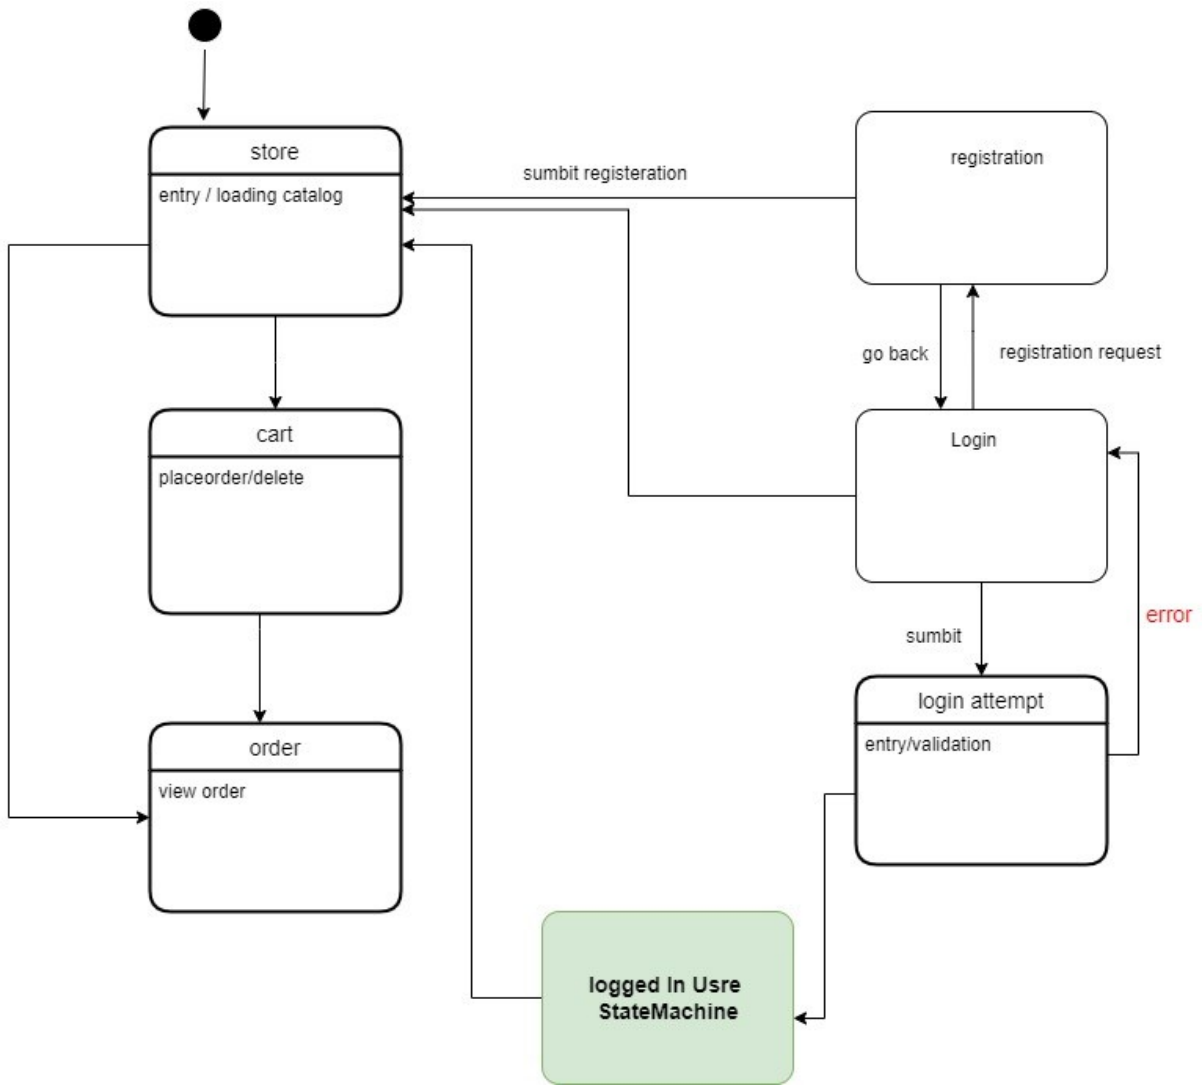 store
entry / loading catalog
sumbit registeration
registration
go back
registration request
cart
placeorder/delete
Login
error
sumbit
login attempt
entry/validation
order
view order
logged In Usre
StateMachine